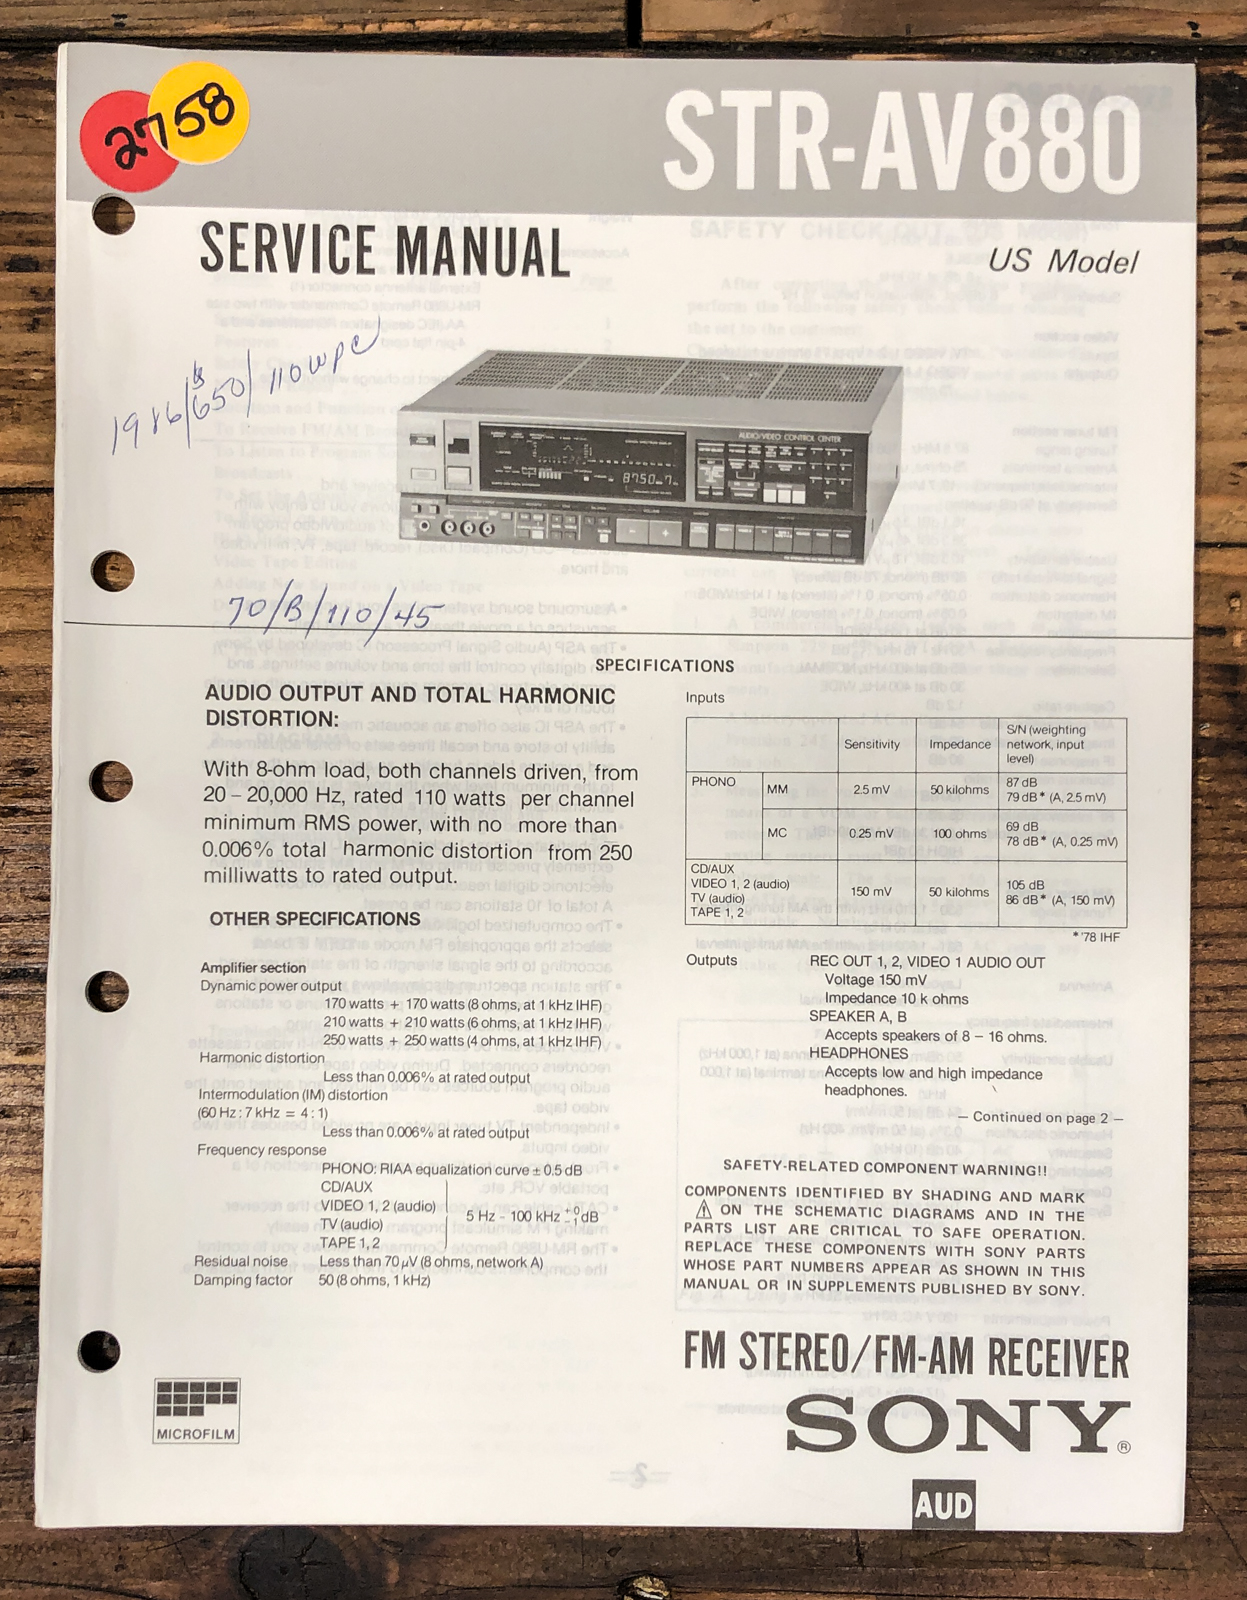 2758
STR-AV880
SERVICE MANUAL
US Model
1986/$650/110WPC
AUDIO/VIDEO CONTROL CENTER
70/B/110/45
SPECIFICATIONS
AUDIO OUTPUT AND TOTAL HARMONIC
DISTORTION:
With 8-ohm load, both channels driven, from
20 – 20,000 Hz, rated 110 watts per channel
minimum RMS power, with no more than
0.006% total harmonic distortion from 250
milliwatts to rated output.
OTHER SPECIFICATIONS
Amplifier section
Dynamic power output
170 watts + 170 watts (8 ohms, at 1 kHz IHF)
210 watts + 210 watts (6 ohms, at 1 kHz IHF)
250 watts + 250 watts (4 ohms, at 1 kHz IHF)
Harmonic distortion
Less than 0.006% at rated output
Intermodulation (IM) distortion
(60 Hz : 7 kHz = 4 : 1)
Less than 0.006% at rated output
Frequency response
PHONO: RIAA equalization curve ± 0.5 dB
CD/AUX
VIDEO 1, 2 (audio)
TV (audio)
TAPE 1, 2
5 Hz – 100 kHz +0 −1 dB
Residual noise Less than 70 µV (8 ohms, network A)
Damping factor 50 (8 ohms, 1 kHz)
MICROFILM
Inputs
Sensitivity Impedance S/N (weighting
network, input
level)
PHONO MM 2.5 mV 50 kilohms 87 dB
79 dB* (A, 2.5 mV)
MC 0.25 mV 100 ohms 69 dB
78 dB* (A, 0.25 mV)
CD/AUX
VIDEO 1, 2 (audio)
TV (audio)
TAPE 1, 2
150 mV 50 kilohms 105 dB
86 dB* (A, 150 mV)
*'78 IHF
Outputs REC OUT 1, 2, VIDEO 1 AUDIO OUT
Voltage 150 mV
Impedance 10 k ohms
SPEAKER A, B
Accepts speakers of 8 – 16 ohms.
HEADPHONES
Accepts low and high impedance
headphones.
— Continued on page 2 —
SAFETY-RELATED COMPONENT WARNING!!
COMPONENTS IDENTIFIED BY SHADING AND MARK
⚠ ON THE SCHEMATIC DIAGRAMS AND IN THE
PARTS LIST ARE CRITICAL TO SAFE OPERATION.
REPLACE THESE COMPONENTS WITH SONY PARTS
WHOSE PART NUMBERS APPEAR AS SHOWN IN THIS
MANUAL OR IN SUPPLEMENTS PUBLISHED BY SONY.
FM STEREO/FM-AM RECEIVER
SONY®
AUD